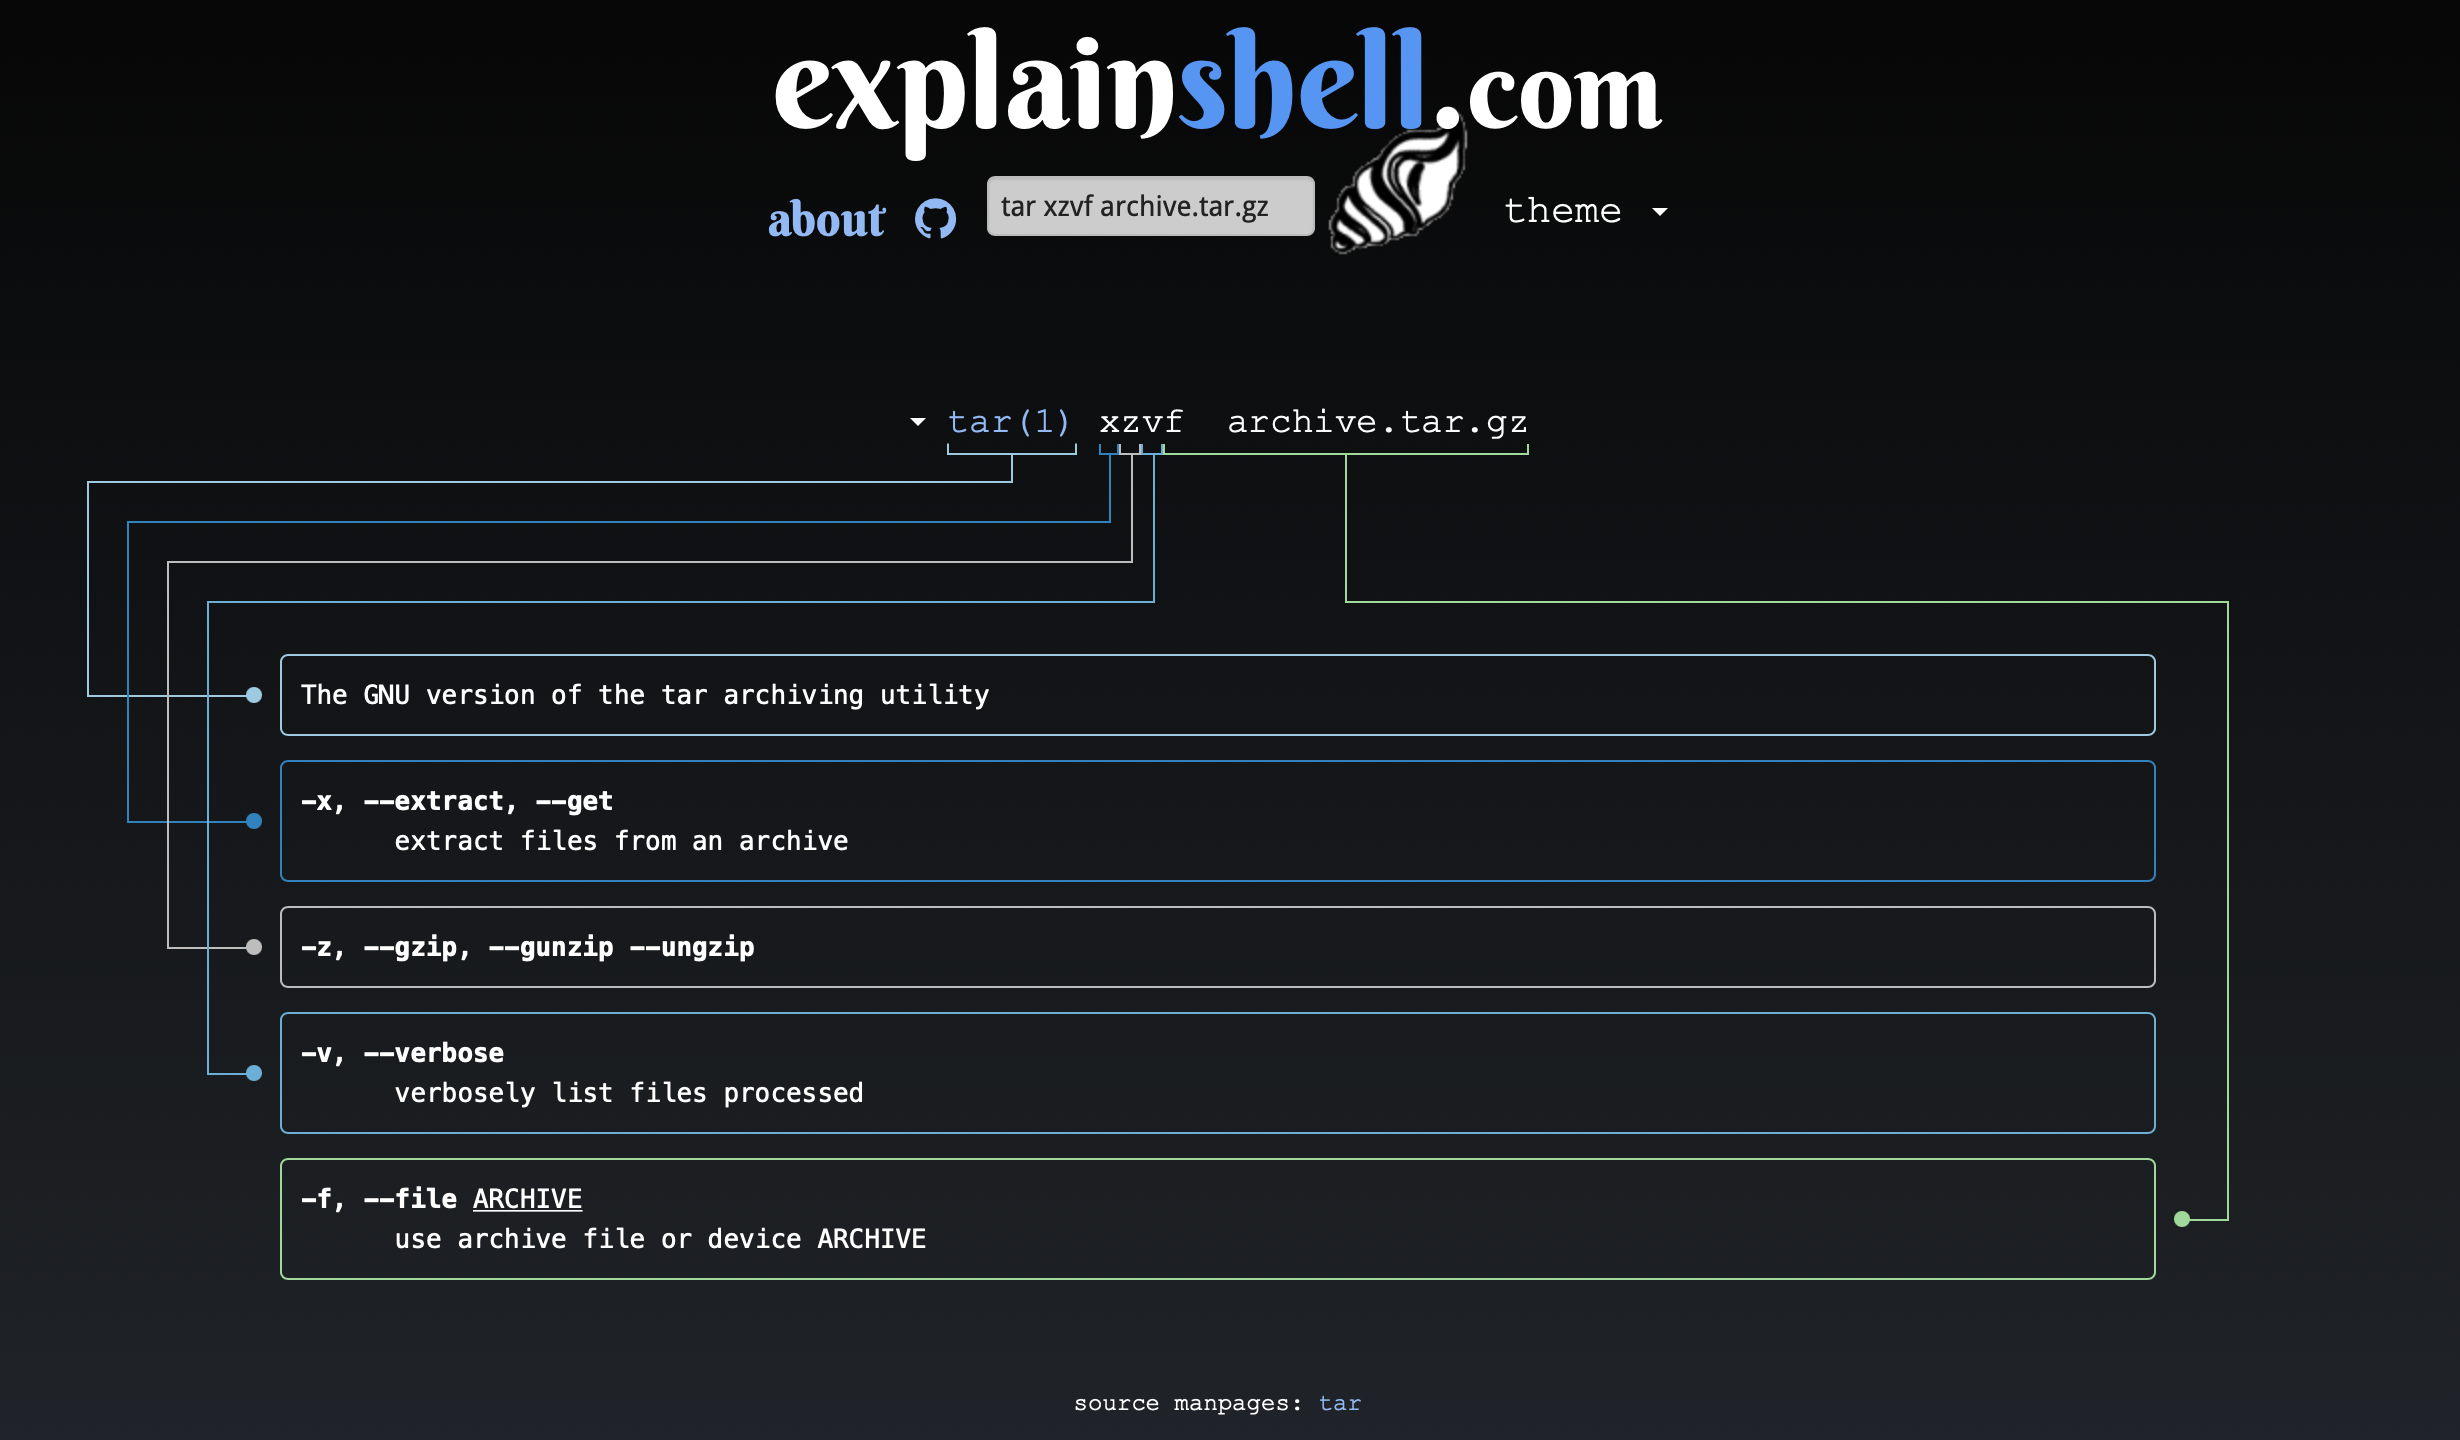 explainshell.com
about tar xzvf archive.tar.gz theme
tar(1) xzvf archive.tar.gz
The GNU version of the tar archiving utility
-x, --extract, --get
extract files from an archive
-z, --gzip, --gunzip --ungzip
-v, --verbose
verbosely list files processed
-f, --file ARCHIVE
use archive file or device ARCHIVE
source manpages: tar